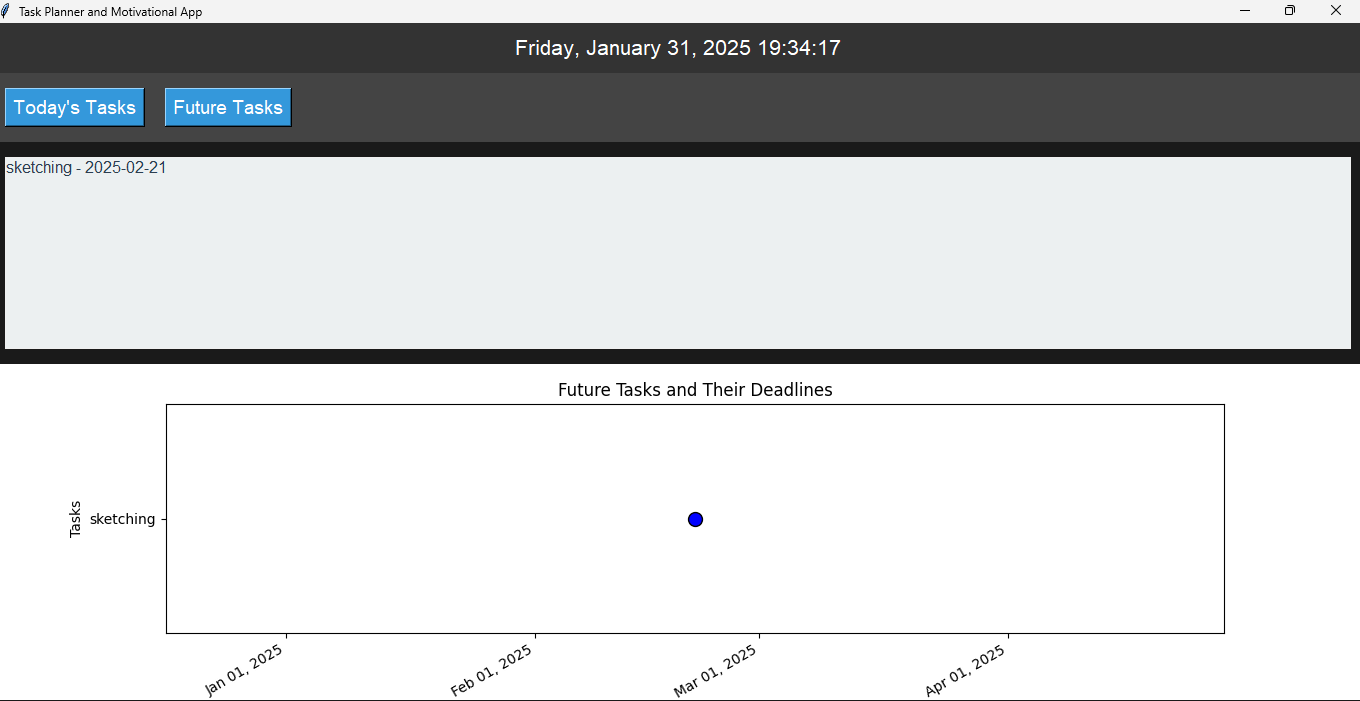 Task Planner and Motivational App
Friday, January 31, 2025 19:34:17
Today's Tasks
Future Tasks
sketching - 2025-02-21
Future Tasks and Their Deadlines
Tasks
sketching
Jan 01, 2025
Feb 01, 2025
Mar 01, 2025
Apr 01, 2025